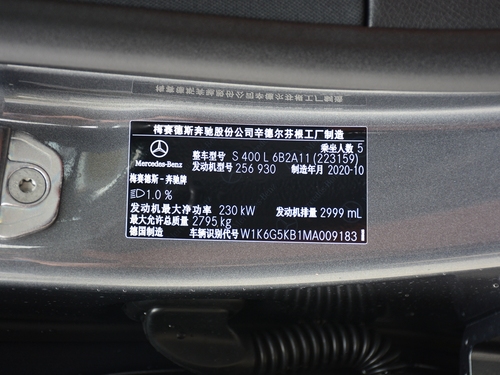 梅赛德斯奔驰股份公司辛德尔芬根工厂制造
乘坐人数 5
Mercedes-Benz
整车型号 S 400 L 6B2A11 (223159)
发动机型号 256 930 制造年月 2020-10
梅赛德斯-奔驰牌
1.0 %
发动机最大净功率 230 kW 发动机排量 2999 mL
最大允许总质量 2795 kg
德国制造 车辆识别代号 W1K6G5KB1MA009183